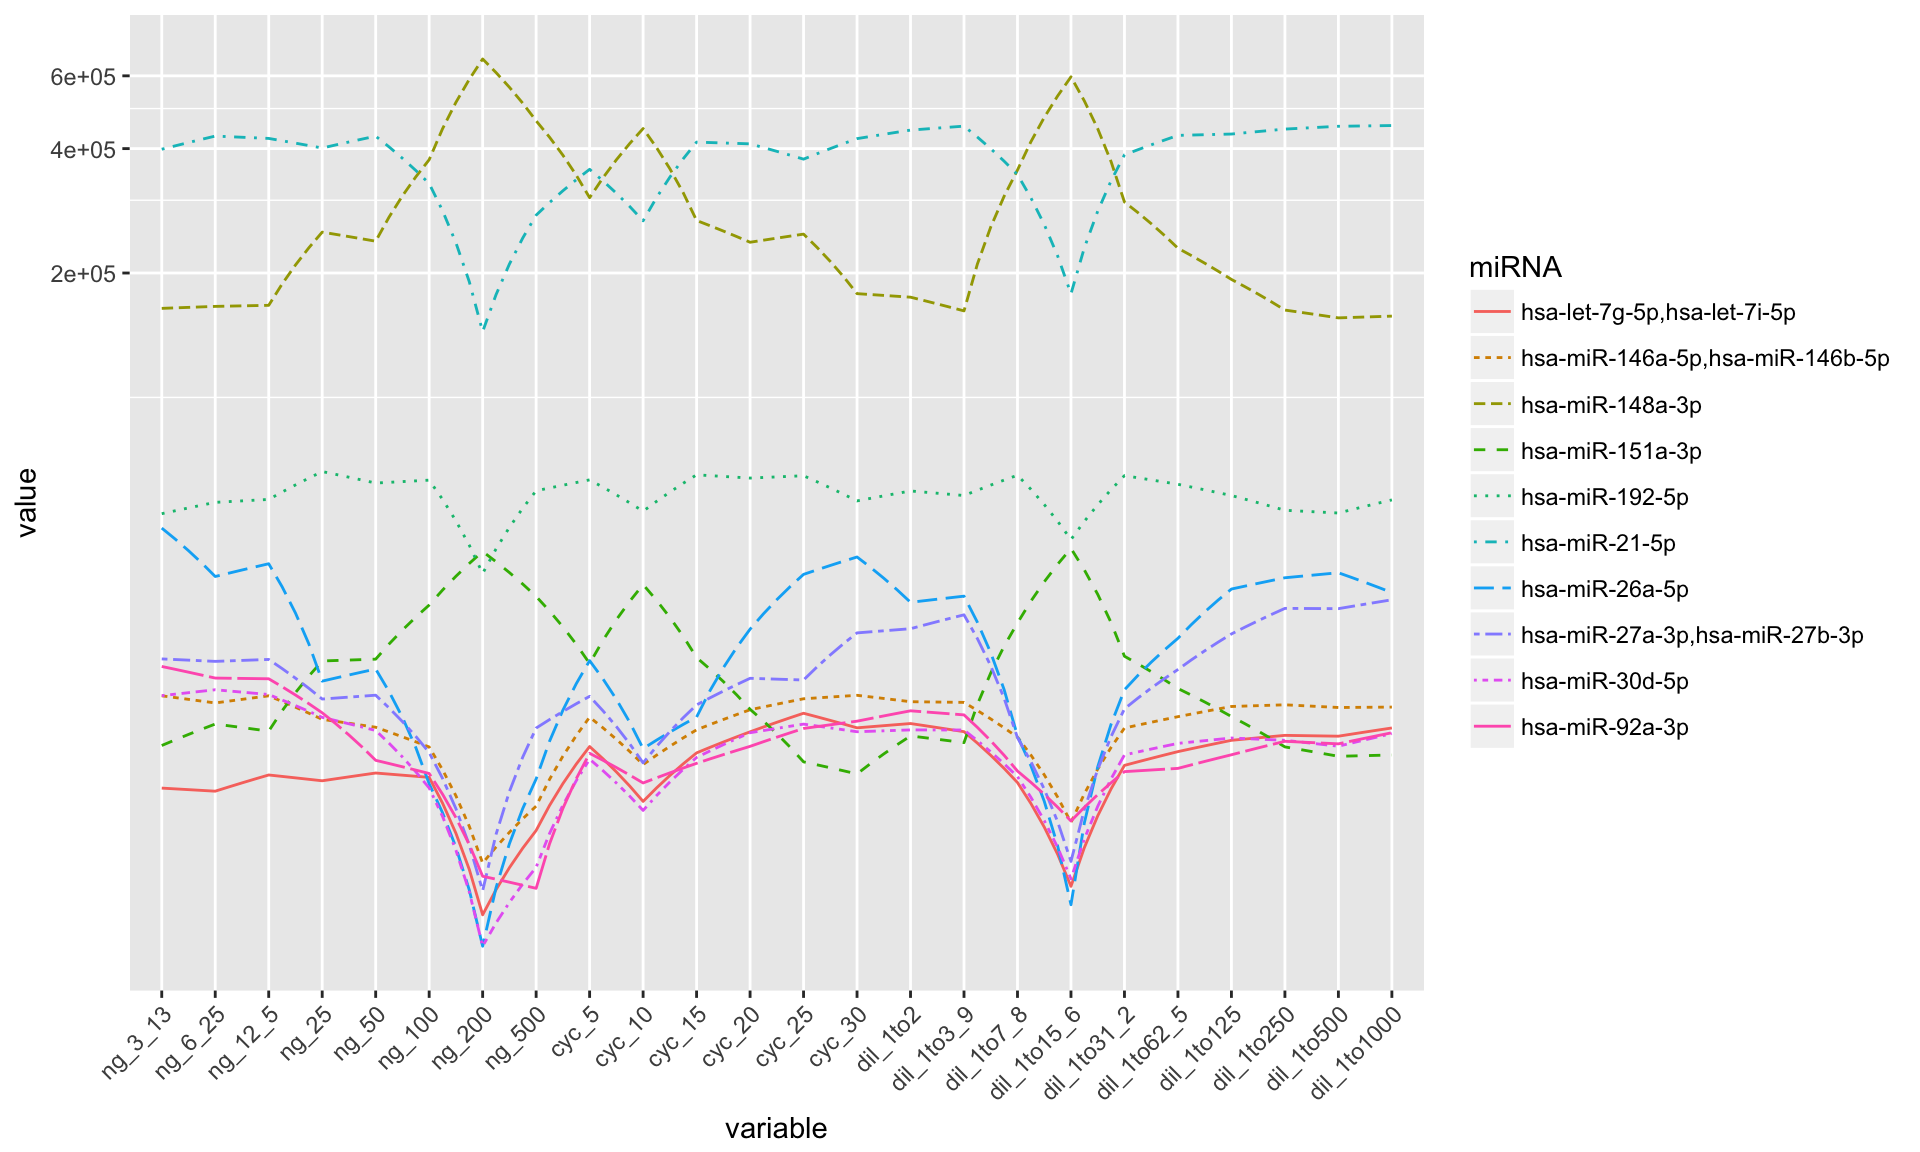 6e+05
4e+05
2e+05
value
ng_3_13
ng_6_25
ng_12_5
ng_25
ng_50
ng_100
ng_200
ng_500
cyc_5
cyc_10
cyc_15
cyc_20
cyc_25
cyc_30
dil_1to2
dil_1to3_9
dil_1to7_8
dil_1to15_6
dil_1to31_2
dil_1to62_5
dil_1to125
dil_1to250
dil_1to500
dil_1to1000
variable
miRNA
hsa-let-7g-5p,hsa-let-7i-5p
hsa-miR-146a-5p,hsa-miR-146b-5p
hsa-miR-148a-3p
hsa-miR-151a-3p
hsa-miR-192-5p
hsa-miR-21-5p
hsa-miR-26a-5p
hsa-miR-27a-3p,hsa-miR-27b-3p
hsa-miR-30d-5p
hsa-miR-92a-3p